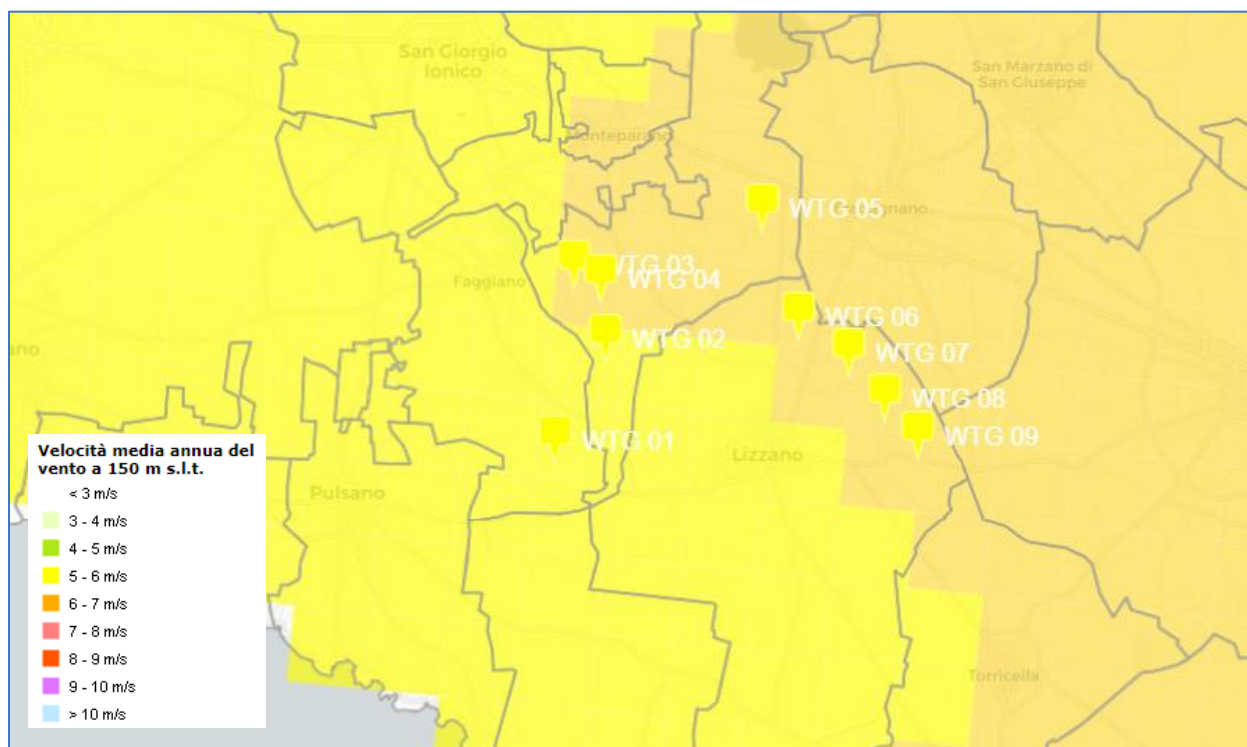 San Giorgio
Ionico
San Marzano di
San Giuseppe
Monteparano
WTG 05
WTG 03
WTG 04
Faggiano
WTG 02
WTG 06
WTG 07
WTG 08
WTG 09
WTG 01
Lizzano
Pulsano
Torricella
Velocità media annua del
vento a 150 m s.l.t.
< 3 m/s
3 - 4 m/s
4 - 5 m/s
5 - 6 m/s
6 - 7 m/s
7 - 8 m/s
8 - 9 m/s
9 - 10 m/s
> 10 m/s